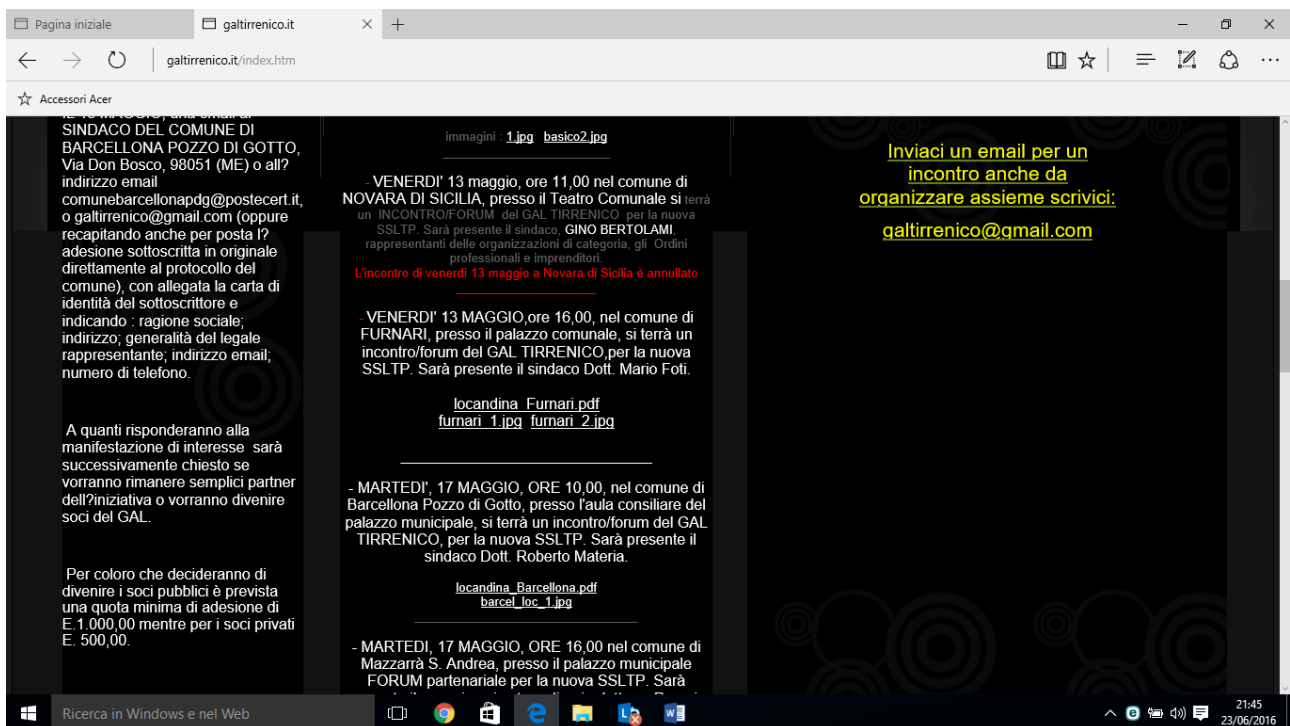 Pagina iniziale
galtirrenico.it
galtirrenico.it/index.htm
Accessori Acer
SINDACO DEL COMUNE DI
BARCELLONA POZZO DI GOTTO,
Via Don Bosco, 98051 (ME) o all?
indirizzo email
comunebarcellonapdg@postecert.it,
o galtirrenico@gmail.com (oppure
recapitando anche per posta l?
adesione sottoscritta in originale
direttamente al protocollo del
comune), con allegata la carta di
identità del sottoscrittore e
indicando : ragione sociale;
indirizzo; generalità del legale
rappresentante; indirizzo email;
numero di telefono.
A quanti risponderanno alla
manifestazione di interesse sarà
successivamente chiesto se
vorranno rimanere semplici partner
dell?iniziativa o vorranno divenire
soci del GAL.
Per coloro che decideranno di
divenire i soci pubblici è prevista
una quota minima di adesione di
E.1.000,00 mentre per i soci privati
E. 500,00.
immagini : 1.jpg basico2.jpg
- VENERDI' 13 maggio, ore 11,00 nel comune di
NOVARA DI SICILIA, presso il Teatro Comunale si terrà
un INCONTRO/FORUM del GAL TIRRENICO per la nuova
SSLTP. Sarà presente il sindaco, GINO BERTOLAMI,
rappresentanti delle organizzazioni di categoria, gli Ordini
professionali e imprenditori.
L'incontro di venerdì 13 maggio a Novara di Sicilia è annullato
- VENERDI' 13 MAGGIO,ore 16,00, nel comune di
FURNARI, presso il palazzo comunale, si terrà un
incontro/forum del GAL TIRRENICO,per la nuova
SSLTP. Sarà presente il sindaco Dott. Mario Foti.
locandina_Furnari.pdf
furnari_1.jpg furnari_2.jpg
- MARTEDI', 17 MAGGIO, ORE 10,00, nel comune di
Barcellona Pozzo di Gotto, presso l'aula consiliare del
palazzo municipale, si terrà un incontro/forum del GAL
TIRRENICO, per la nuova SSLTP. Sarà presente il
sindaco Dott. Roberto Materia.
locandina_Barcellona.pdf
barcel_loc_1.jpg
- MARTEDI, 17 MAGGIO, ORE 16,00 nel comune di
Mazzarrà S. Andrea, presso il palazzo municipale
FORUM partenariale per la nuova SSLTP. Sarà
Inviaci un email per un
incontro anche da
organizzare assieme scrivici:
galtirrenico@gmail.com
Ricerca in Windows e nel Web
21:45
23/06/2016